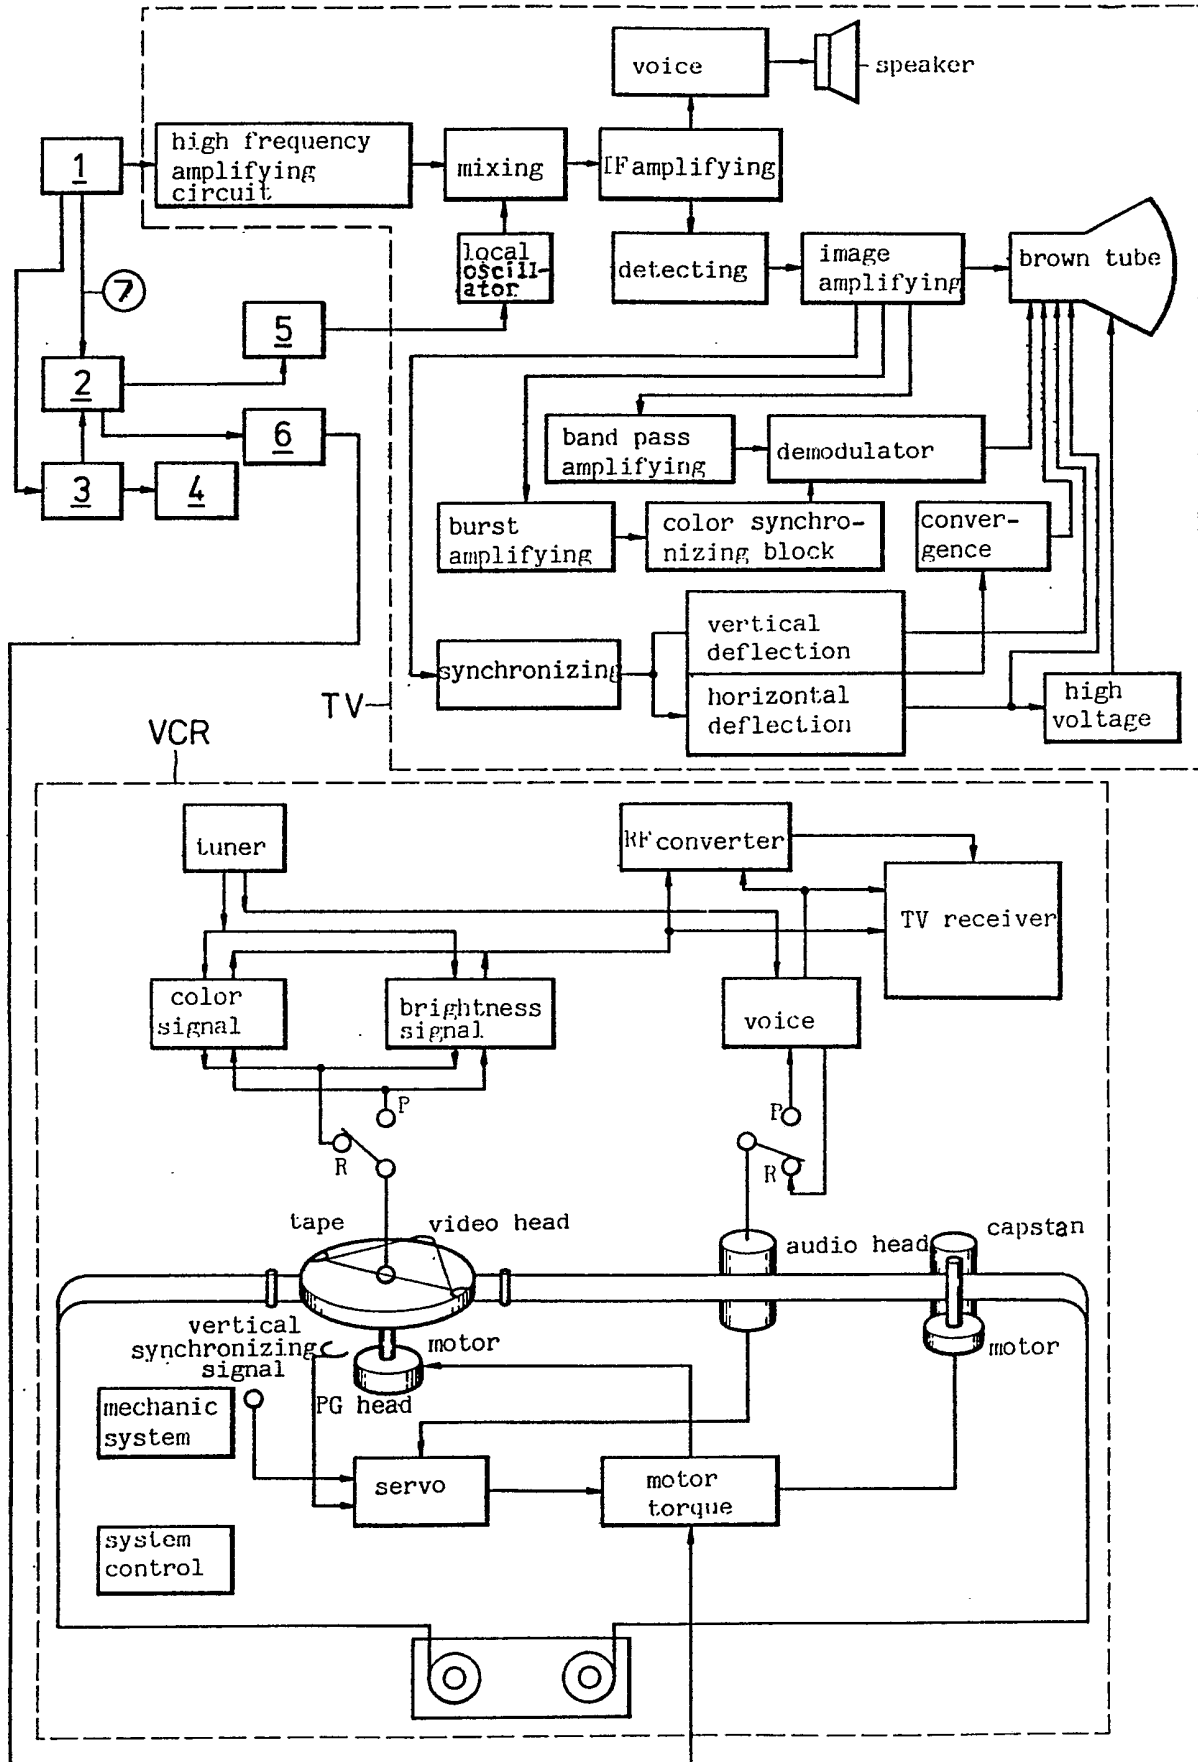 voice
speaker
high frequency
amplifying
circuit
mixing
IF amplifying
1
local
oscill-
ator
detecting
image
amplifying
brown tube
7
5
2
6
3
4
band pass
amplifying
demodulator
burst
amplifying
color synchro-
nizing block
conver-
gence
synchronizing
vertical
deflection
horizontal
deflection
high
voltage
TV
VCR
tuner
RF converter
TV receiver
color
signal
brightness
signal
voice
P
R
P
R
tape
video head
audio head
capstan
vertical
synchronizing
signal
motor
motor
PG head
mechanic
system
servo
motor
torque
system
control